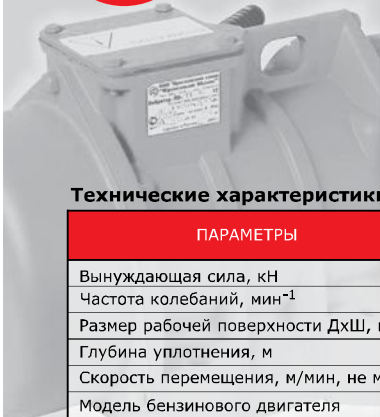 Технические характеристик
ПАРАМЕТРЫ
Вынуждающая сила, кН
Частота колебаний, мин⁻¹
Размер рабочей поверхности ДхШ,
Глубина уплотнения, м
Скорость перемещения, м/мин, не
Модель бензинового двигателя